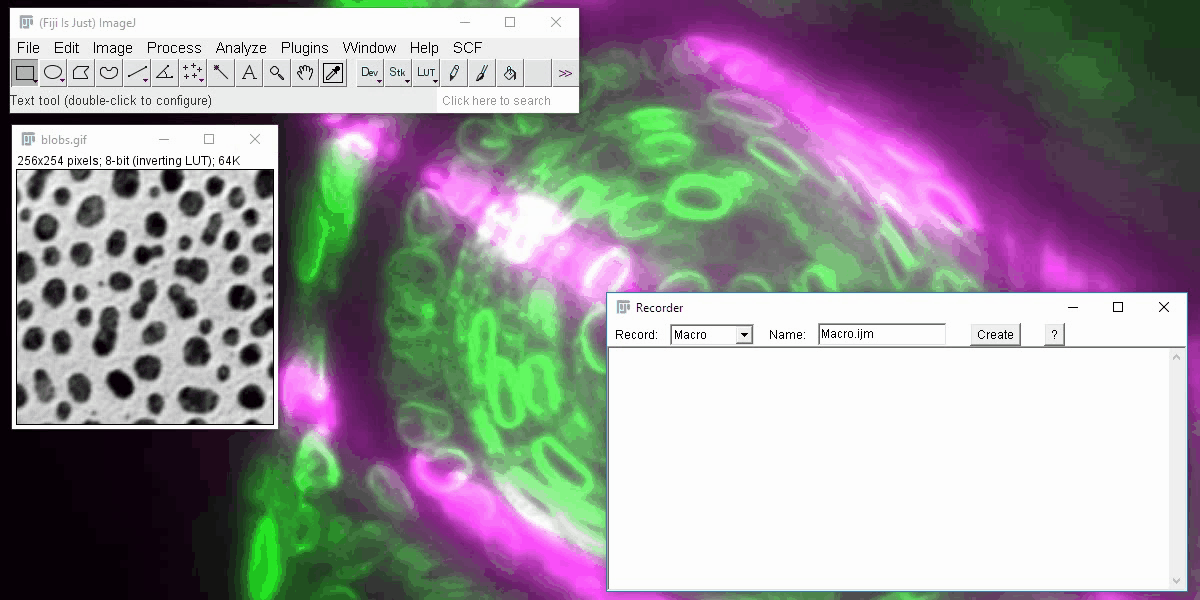 (Fiji Is Just) ImageJ
File Edit Image Process Analyze Plugins Window Help SCF
A Dev Stk LUT >>
Text tool (double-click to configure) Click here to search
blobs.gif
256x254 pixels; 8-bit (inverting LUT); 64K
Recorder
Record: Macro Name: Macro.ijm Create ?